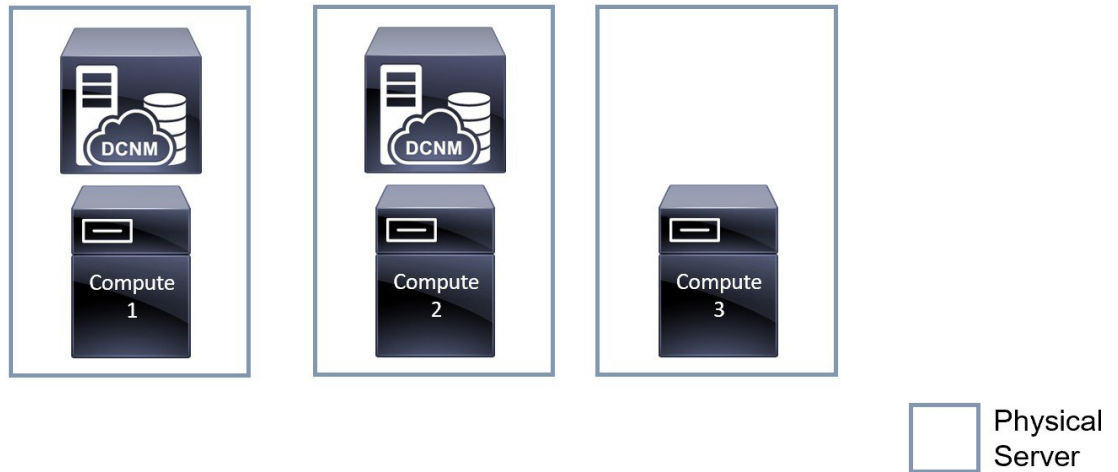 DCNM
DCNM
Compute
1
Compute
2
Compute
3
Physical
Server